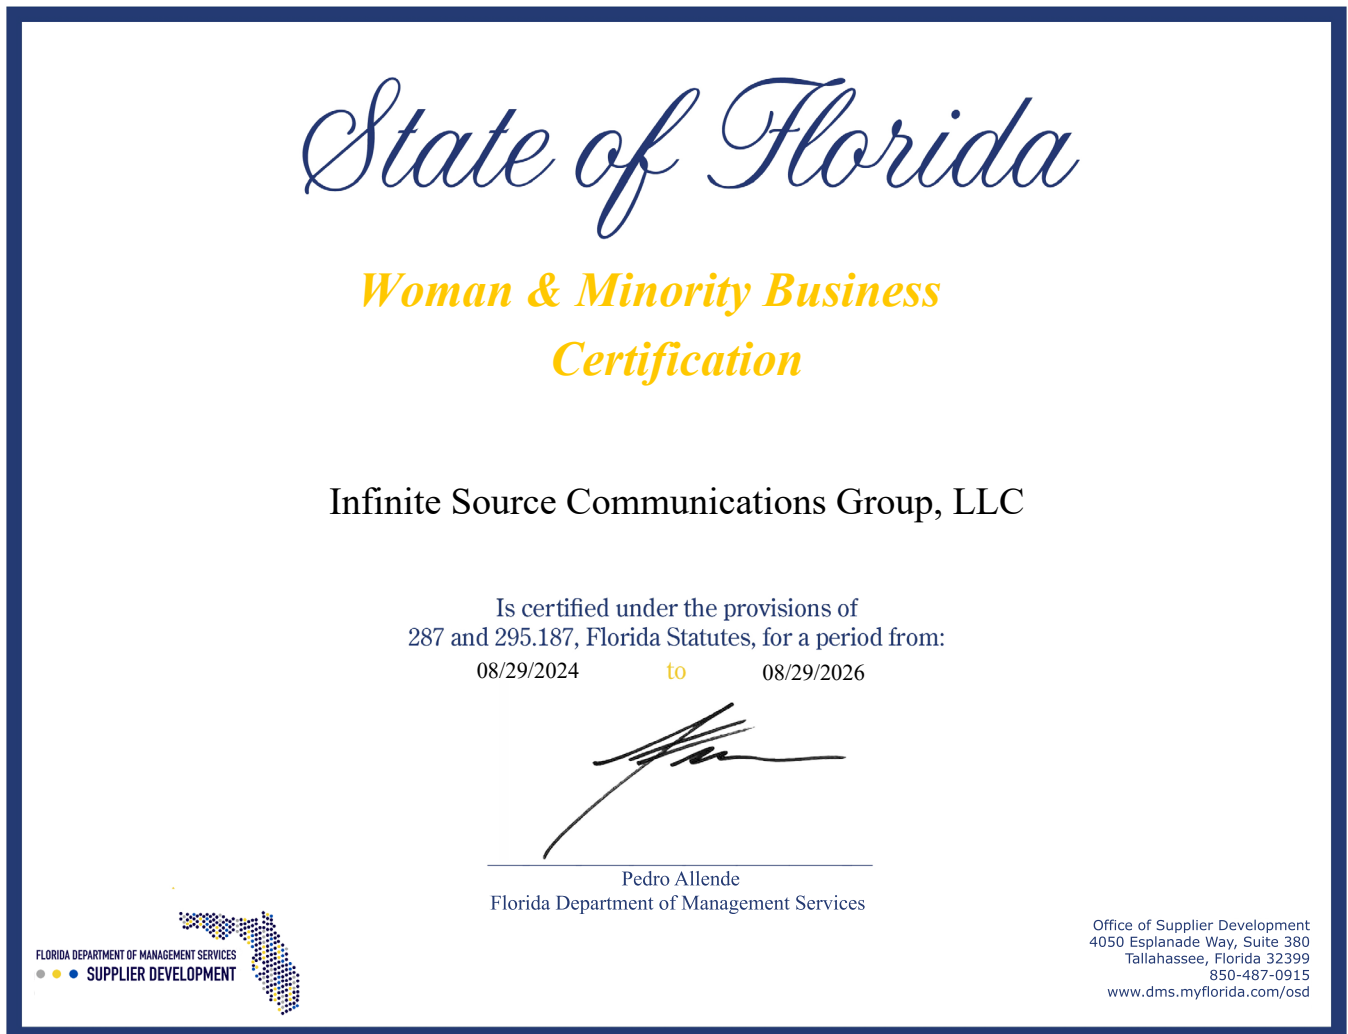 State of Florida
Woman & Minority Business
Certification
Infinite Source Communications Group, LLC
Is certified under the provisions of
287 and 295.187, Florida Statutes, for a period from:
08/29/2024 to 08/29/2026
Pedro Allende
Florida Department of Management Services
FLORIDA DEPARTMENT OF MANAGEMENT SERVICES
SUPPLIER DEVELOPMENT
Office of Supplier Development
4050 Esplanade Way, Suite 380
Tallahassee, Florida 32399
850-487-0915
www.dms.myflorida.com/osd